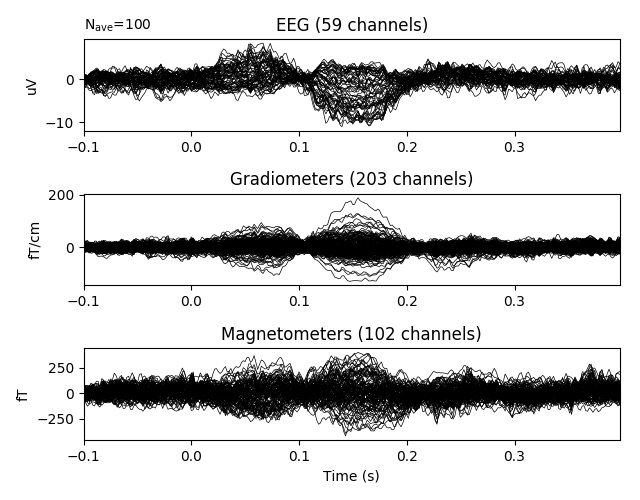 N_ave=100
EEG (59 channels)
uV
0
−10
−0.1 0.0 0.1 0.2 0.3
Gradiometers (203 channels)
fT/cm
200
0
−0.1 0.0 0.1 0.2 0.3
Magnetometers (102 channels)
fT
250
0
−250
−0.1 0.0 0.1 0.2 0.3
Time (s)